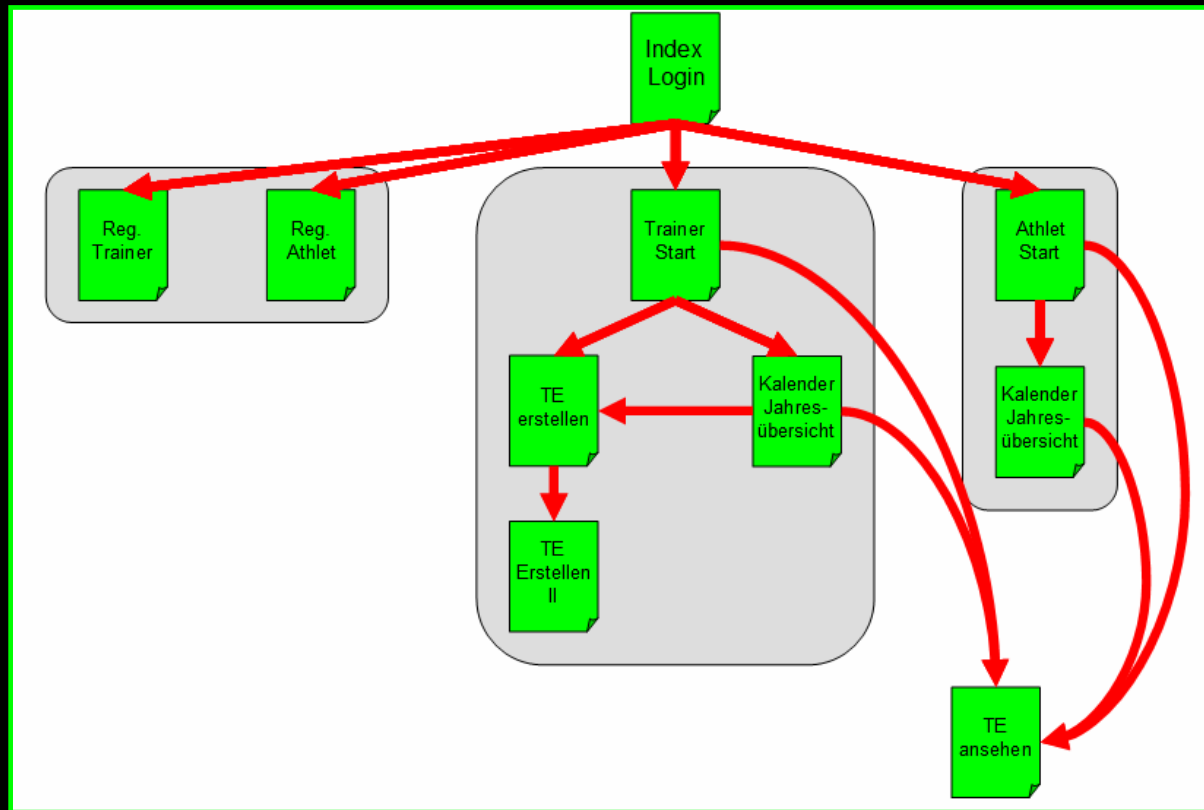 Index
Login
Reg.
Trainer
Reg.
Athlet
Trainer
Start
Athlet
Start
TE
erstellen
Kalender
Jahres-
übersicht
Kalender
Jahres-
übersicht
TE
Erstellen
II
TE
ansehen